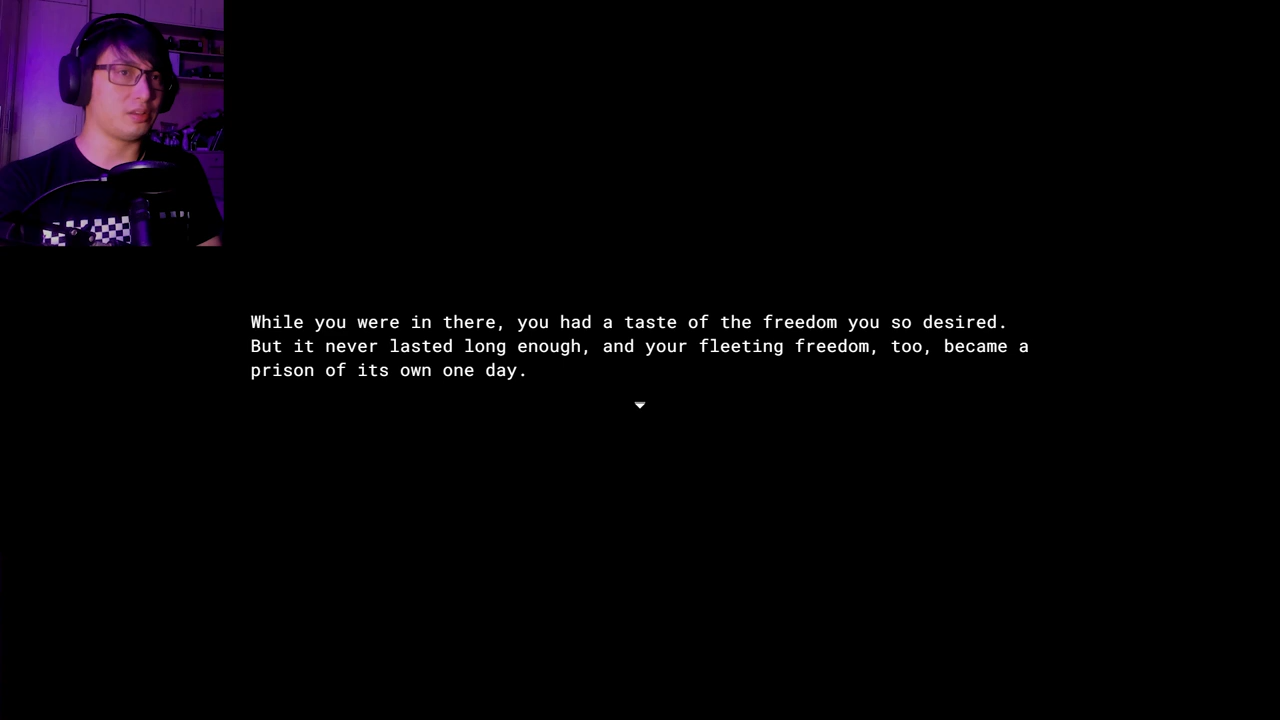 While you were in there, you had a taste of the freedom you so desired.
But it never lasted long enough, and your fleeting freedom, too, became a
prison of its own one day.